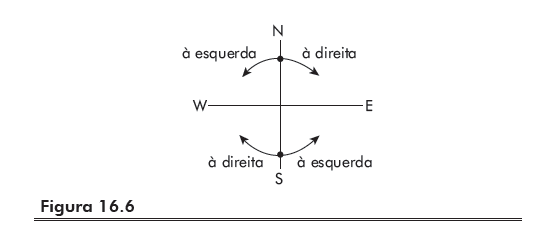 N
à esquerda à direita
W E
à direita à esquerda
S
Figura 16.6